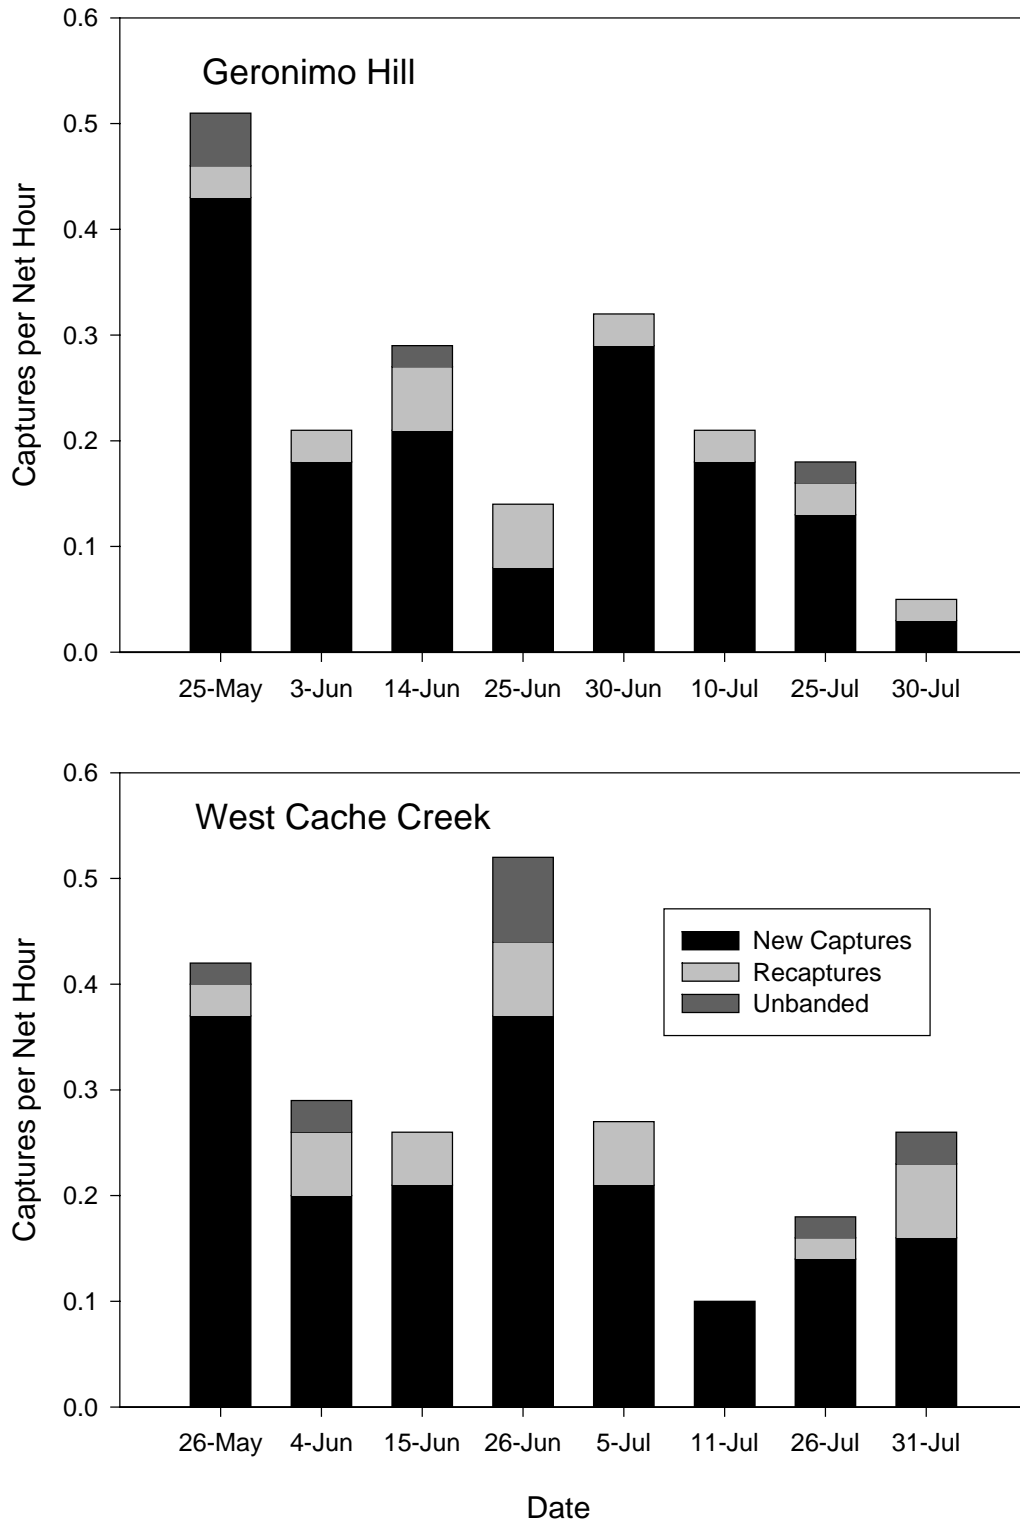 0.6
Geronimo Hill
0.5
0.4
0.3
0.2
0.1
0.0
Captures per Net Hour
25-May 3-Jun 14-Jun 25-Jun 30-Jun 10-Jul 25-Jul 30-Jul
0.6
West Cache Creek
0.5
0.4
0.3
0.2
0.1
0.0
Captures per Net Hour
New Captures
Recaptures
Unbanded
26-May 4-Jun 15-Jun 26-Jun 5-Jul 11-Jul 26-Jul 31-Jul
Date